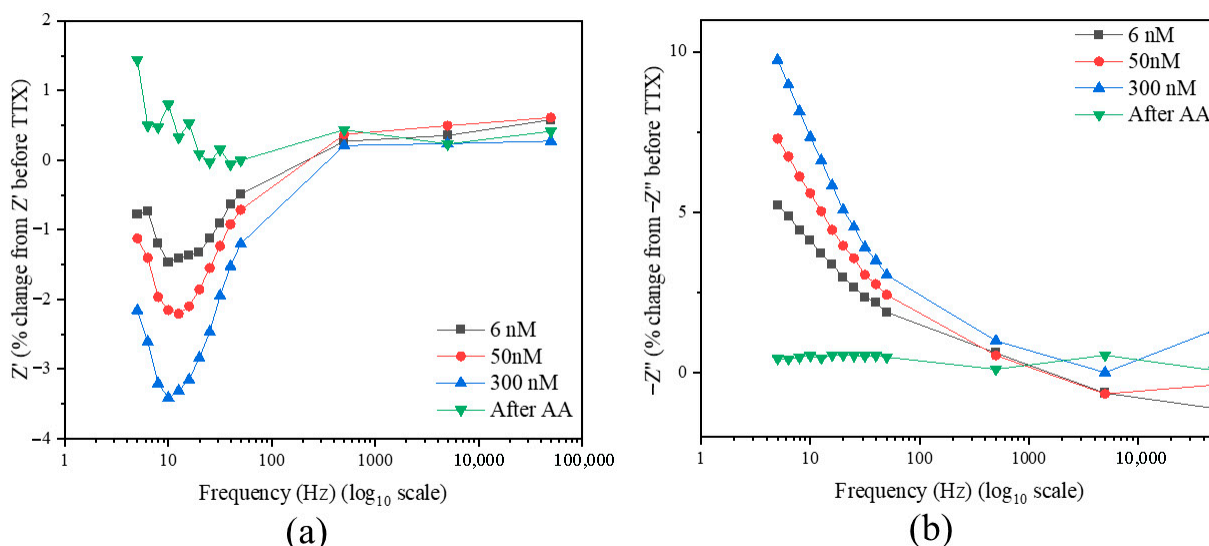 2
1
0
−1
−2
−3
−4
Z' (% change from Z' before TTX)
6 nM
50nM
300 nM
After AA
1
10
100
1000
10,000
100,000
Frequency (Hz) (log10 scale)
(a)
10
5
0
−Z" (% change from −Z" before TTX)
6 nM
50nM
300 nM
After AA
1
10
100
1000
10,000
Frequency (Hz) (log10 scale)
(b)